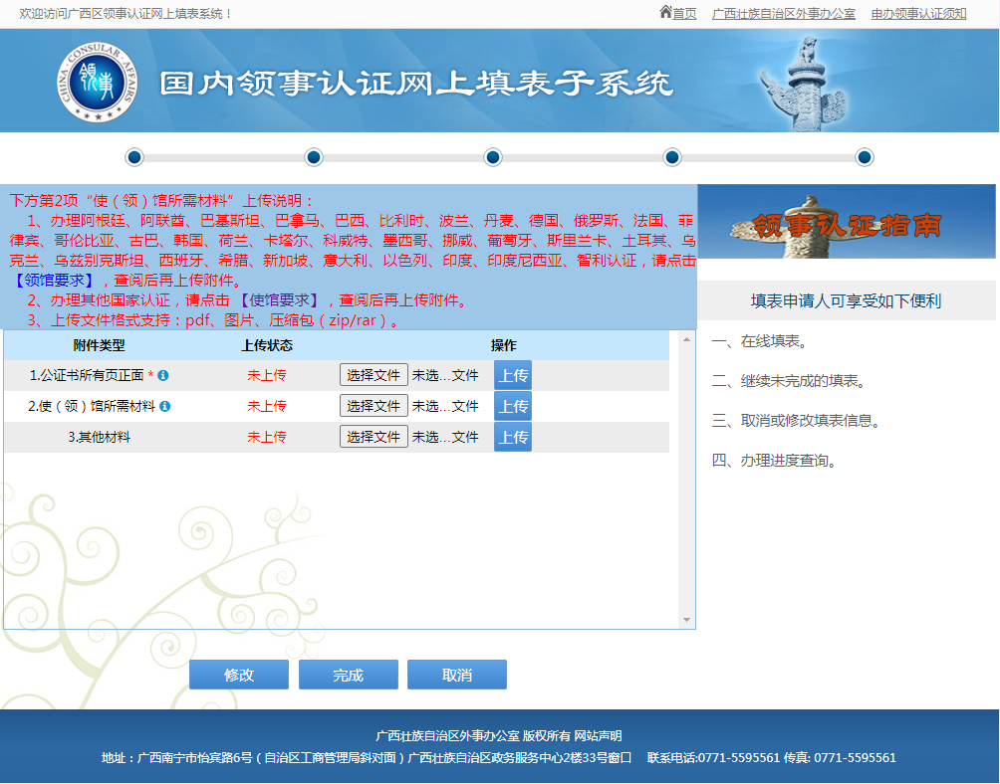 欢迎访问广西区领事认证网上填表系统！ 首页 广西壮族自治区外事办公室 申办领事认证须知
CHINA CONSULAR AFFAIRS
领事
国内领事认证网上填表子系统
下方第2项“使（领）馆所需材料”上传说明：
1、办理阿根廷、阿联酋、巴基斯坦、巴拿马、巴西、比利时、波兰、丹麦、德国、俄罗斯、法国、菲
律宾、哥伦比亚、古巴、韩国、荷兰、卡塔尔、科威特、墨西哥、挪威、葡萄牙、斯里兰卡、土耳其、乌
克兰、乌兹别克斯坦、西班牙、希腊、新加坡、意大利、以色列、印度、印度尼西亚、智利认证，请点击
【领馆要求】，查阅后再上传附件。
2、办理其他国家认证，请点击 【使馆要求】，查阅后再上传附件。
3、上传文件格式支持：pdf、图片、压缩包（zip/rar）。
附件类型 上传状态 操作
1.公证书所有页正面 * 未上传 选择文件 未选...文件 上传
2.使（领）馆所需材料 未上传 选择文件 未选...文件 上传
3.其他材料 未上传 选择文件 未选...文件 上传
修改 完成 取消
领事认证指南
填表申请人可享受如下便利
一、在线填表。
二、继续未完成的填表。
三、取消或修改填表信息。
四、办理进度查询。
广西壮族自治区外事办公室 版权所有 网站声明
地址：广西南宁市怡宾路6号（自治区工商管理局斜对面）广西壮族自治区政务服务中心2楼33号窗口 联系电话:0771-5595561 传真: 0771-5595561